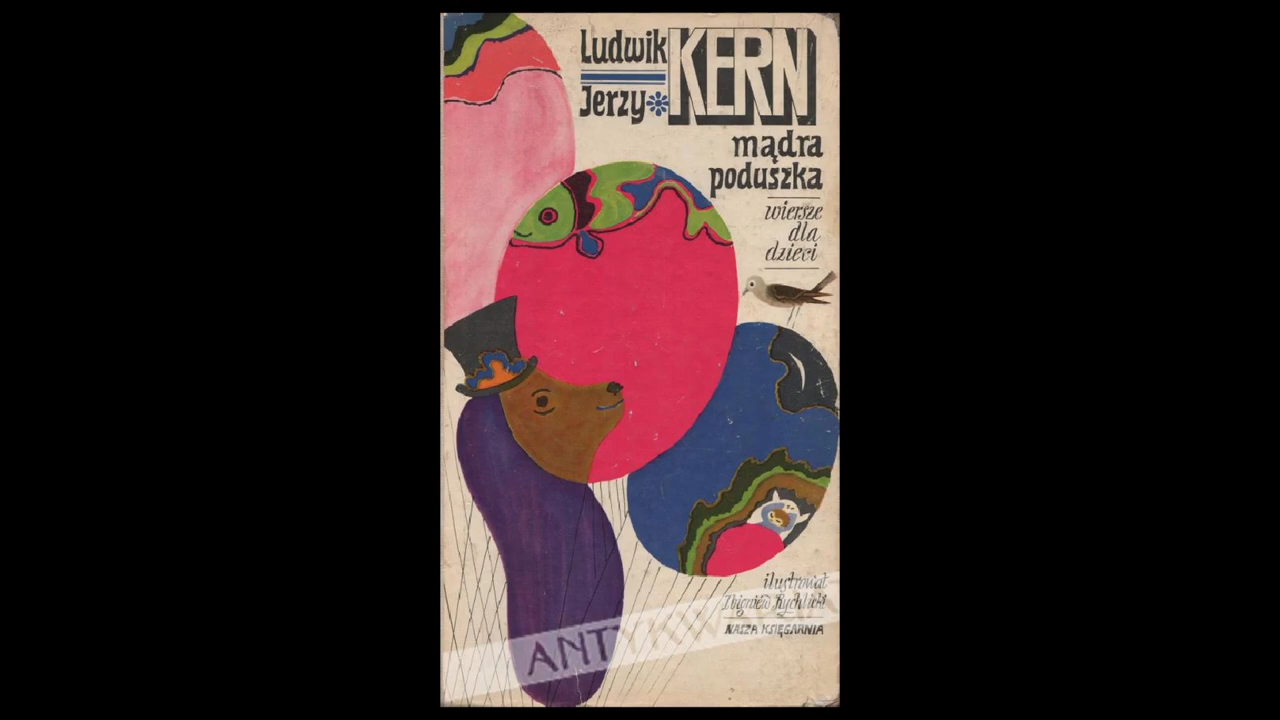 Ludwik
Jerzy KERN
mądra
poduszka
wiersze
dla
dzieci
ilustrował
Zbigniew Rychlicki
NASZA KSIĘGARNIA